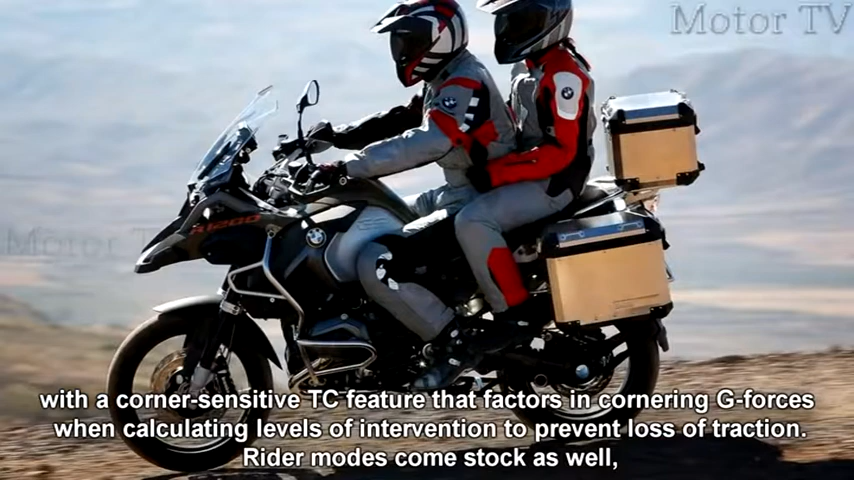 Motor TV
Motor T
R1200
with a corner-sensitive TC feature that factors in cornering G-forces
when calculating levels of intervention to prevent loss of traction.
Rider modes come stock as well,